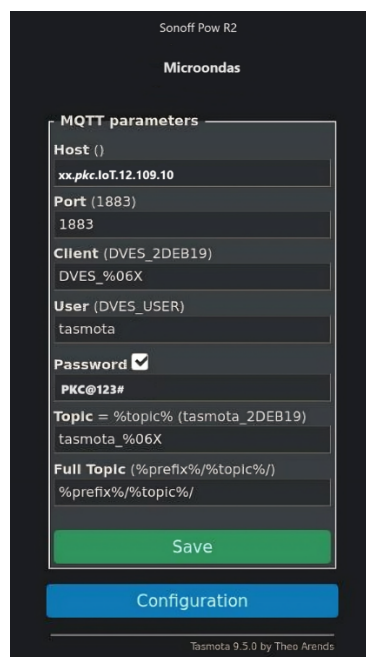 Sonoff Pow R2
Microondas
MQTT parameters
Host ()
xx.pkc.IoT.12.109.10
Port (1883)
1883
Client (DVES_2DEB19)
DVES_%06X
User (DVES_USER)
tasmota
Password
PKC@123#
Topic = %topic% (tasmota_2DEB19)
tasmota_%06X
Full Topic (%prefix%/%topic%/)
%prefix%/%topic%/
Save
Configuration
Tasmota 9.5.0 by Theo Arends